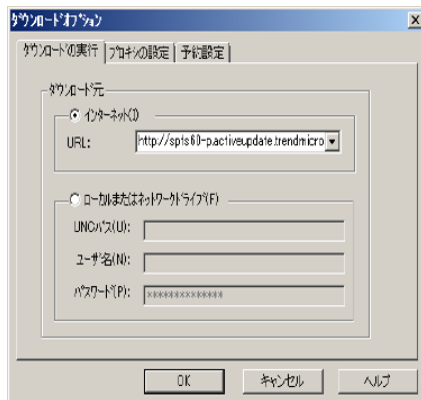 ダウンロードオプション
ダウンロードの実行 プロキシの設定 予約設定
ダウンロード元
インターネット(I)
URL: http://spfs60-p.activeupdate.trendmicro
ローカルまたはネットワークドライブ(F)
UNCパス(U):
ユーザ名(N):
パスワード(P): **************
OK キャンセル ヘルプ